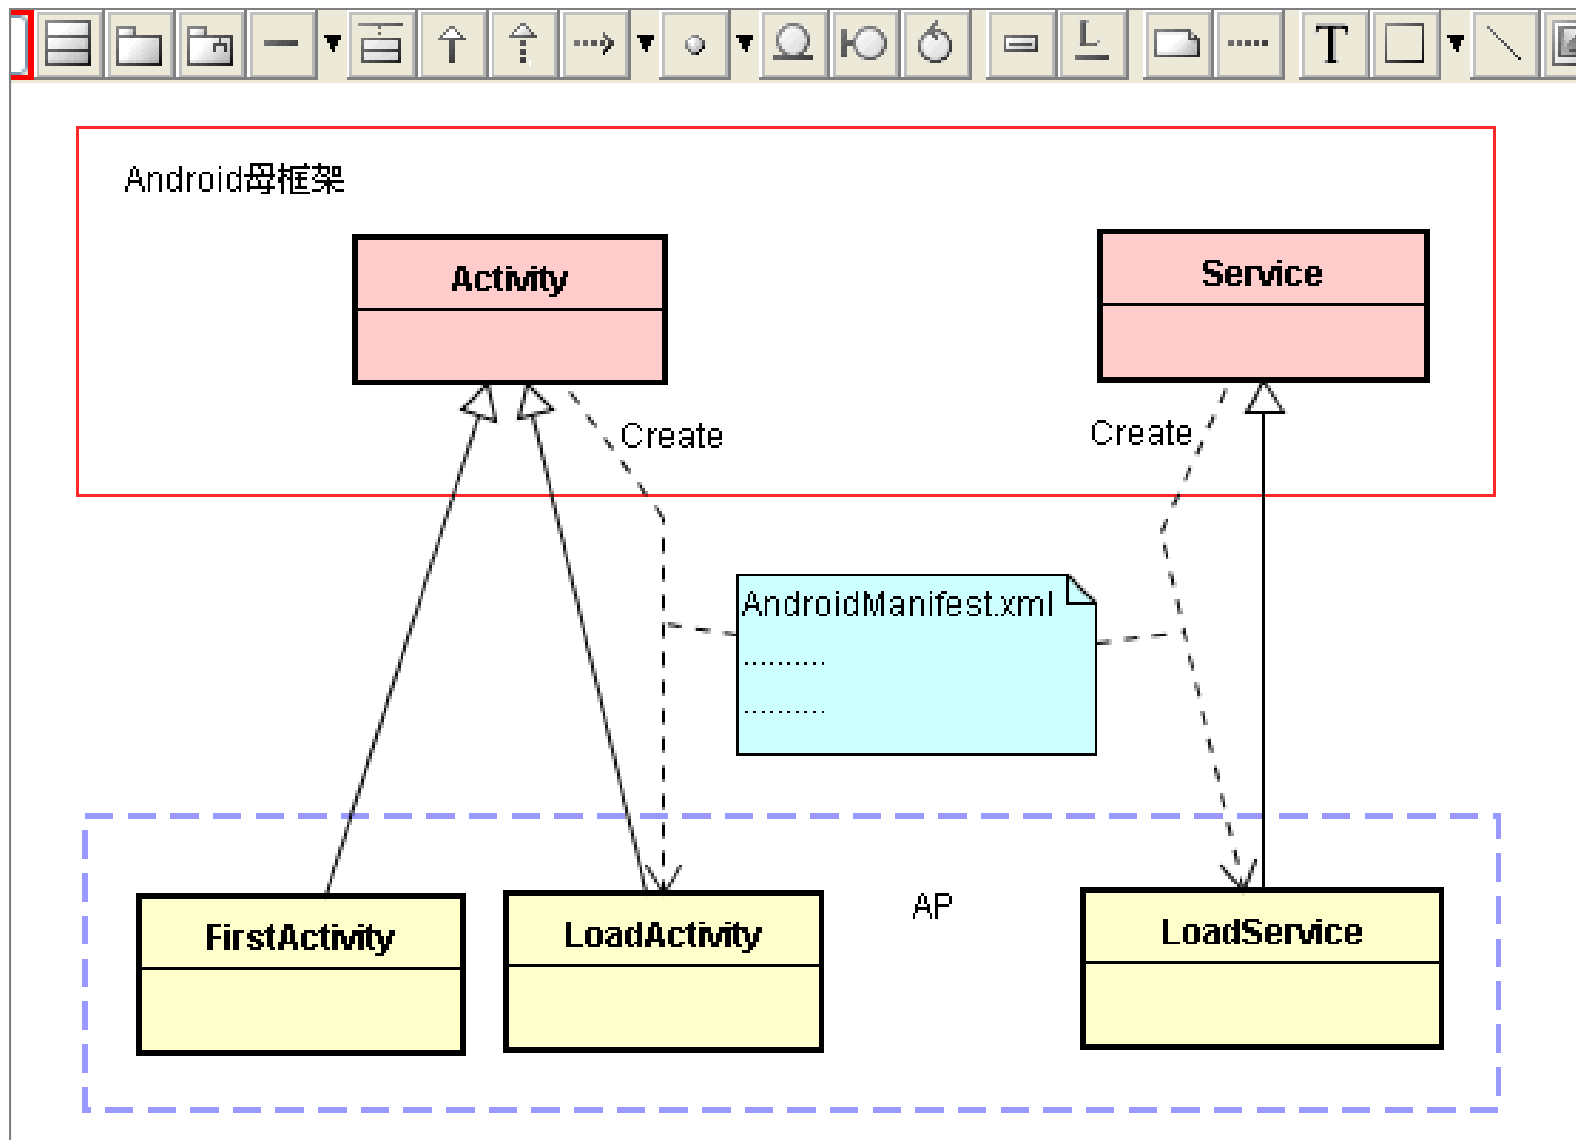 T
Android母框架
Activity
Service
Create
Create
AndroidManifest.xml
..........
..........
AP
FirstActivity
LoadActivity
LoadService